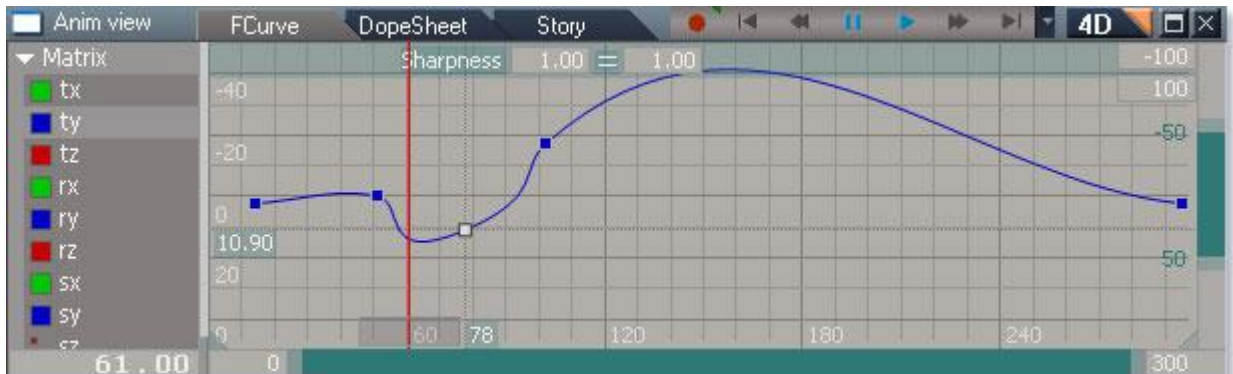 Anim view FCurve DopeSheet Story 4D
Matrix Sharpness 1.00 = 1.00 -100
tx -40 100
ty -50
tz -20
rx
ry 0
rz 10.90 50
sx 20
sy 0 60 78 120 180 240
sz
61.00 0 300